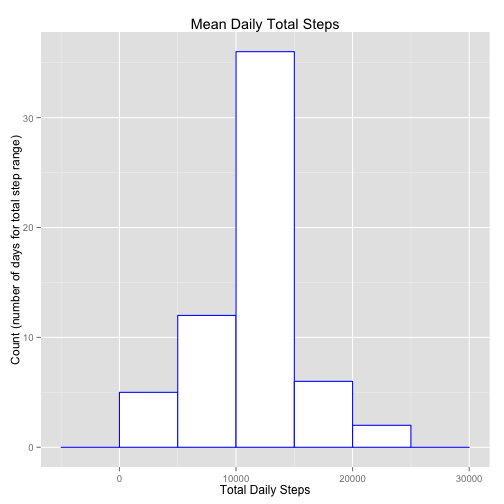 Mean Daily Total Steps
Count (number of days for total step range)
30
20
10
0
0 10000 20000 30000
Total Daily Steps